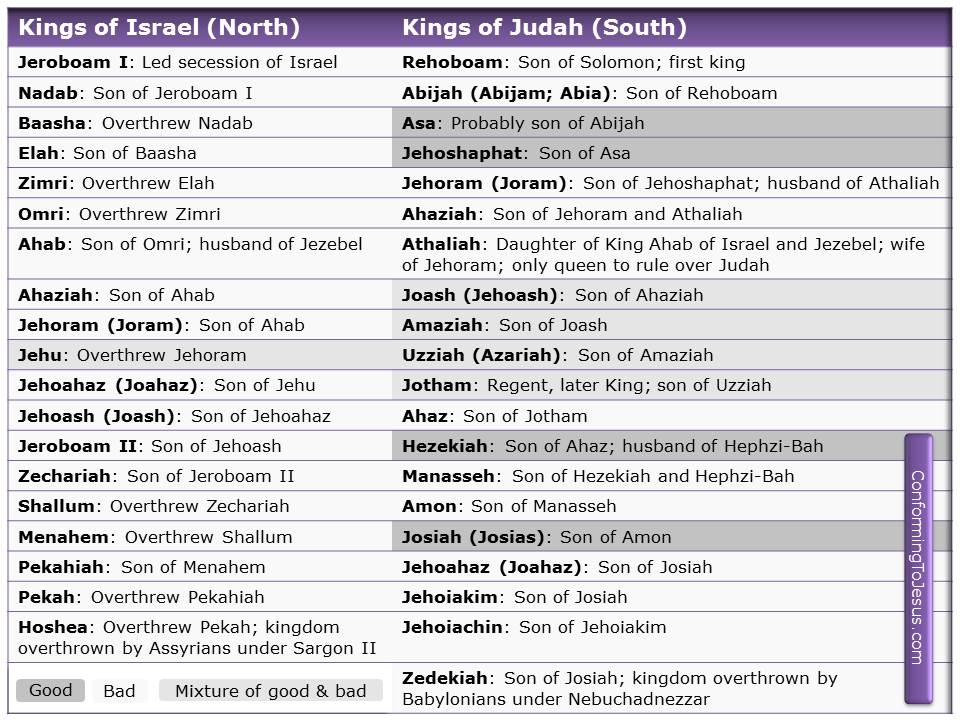 Kings of Israel (North)
Kings of Judah (South)
Jeroboam I: Led secession of Israel
Rehoboam: Son of Solomon; first king
Nadab: Son of Jeroboam I
Abijah (Abijam; Abia): Son of Rehoboam
Baasha: Overthrew Nadab
Asa: Probably son of Abijah
Elah: Son of Baasha
Jehoshaphat: Son of Asa
Zimri: Overthrew Elah
Jehoram (Joram): Son of Jehoshaphat; husband of Athaliah
Omri: Overthrew Zimri
Ahaziah: Son of Jehoram and Athaliah
Ahab: Son of Omri; husband of Jezebel
Athaliah: Daughter of King Ahab of Israel and Jezebel; wife
of Jehoram; only queen to rule over Judah
Ahaziah: Son of Ahab
Joash (Jehoash): Son of Ahaziah
Jehoram (Joram): Son of Ahab
Amaziah: Son of Joash
Jehu: Overthrew Jehoram
Uzziah (Azariah): Son of Amaziah
Jehoahaz (Joahaz): Son of Jehu
Jotham: Regent, later King; son of Uzziah
Jehoash (Joash): Son of Jehoahaz
Ahaz: Son of Jotham
Jeroboam II: Son of Jehoash
Hezekiah: Son of Ahaz; husband of Hephzi-Bah
Zechariah: Son of Jeroboam II
Manasseh: Son of Hezekiah and Hephzi-Bah
Shallum: Overthrew Zechariah
Amon: Son of Manasseh
Menahem: Overthrew Shallum
Josiah (Josias): Son of Amon
Pekahiah: Son of Menahem
Jehoahaz (Joahaz): Son of Josiah
Pekah: Overthrew Pekahiah
Jehoiakim: Son of Josiah
Hoshea: Overthrew Pekah; kingdom
overthrown by Assyrians under Sargon II
Jehoiachin: Son of Jehoiakim
Good
Bad
Mixture of good & bad
Zedekiah: Son of Josiah; kingdom overthrown by
Babylonians under Nebuchadnezzar
ConformingToJesus.com